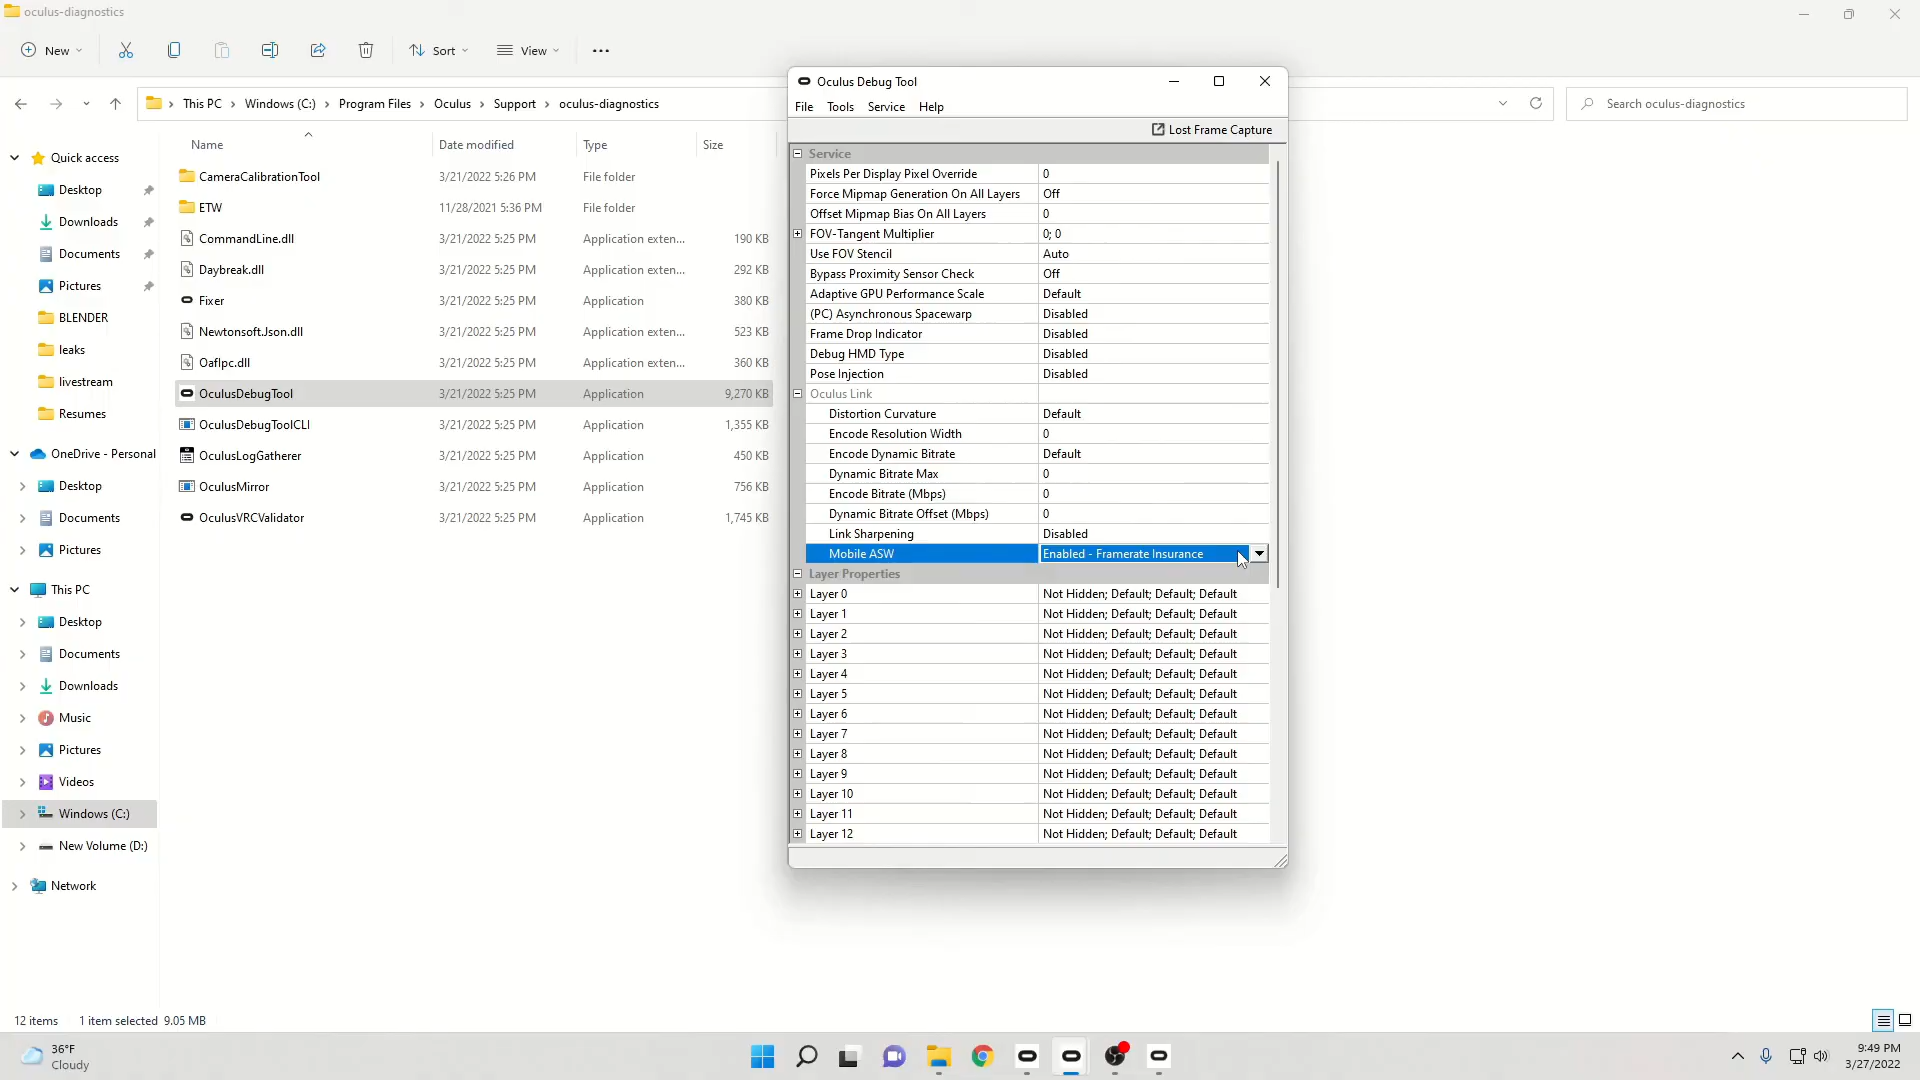 oculus-diagnostics
New
Sort
View
This PC > Windows (C:) > Program Files > Oculus > Support > oculus-diagnostics
Search oculus-diagnostics
Quick access
Desktop
Downloads
Documents
Pictures
BLENDER
leaks
livestream
Resumes
OneDrive - Personal
Desktop
Documents
Pictures
This PC
Desktop
Documents
Downloads
Music
Pictures
Videos
Windows (C:)
New Volume (D:)
Network
Name Date modified Type Size
CameraCalibrationTool 3/21/2022 5:26 PM File folder
ETW 11/28/2021 5:36 PM File folder
CommandLine.dll 3/21/2022 5:25 PM Application exten... 190 KB
Daybreak.dll 3/21/2022 5:25 PM Application exten... 292 KB
Fixer 3/21/2022 5:25 PM Application 380 KB
Newtonsoft.Json.dll 3/21/2022 5:25 PM Application exten... 523 KB
OafIpc.dll 3/21/2022 5:25 PM Application exten... 360 KB
OculusDebugTool 3/21/2022 5:25 PM Application 9,270 KB
OculusDebugToolCLI 3/21/2022 5:25 PM Application 1,355 KB
OculusLogGatherer 3/21/2022 5:25 PM Application 450 KB
OculusMirror 3/21/2022 5:25 PM Application 756 KB
OculusVRCValidator 3/21/2022 5:25 PM Application 1,745 KB
Oculus Debug Tool
File Tools Service Help
Lost Frame Capture
Service
Pixels Per Display Pixel Override 0
Force Mipmap Generation On All Layers Off
Offset Mipmap Bias On All Layers 0
FOV-Tangent Multiplier 0; 0
Use FOV Stencil Auto
Bypass Proximity Sensor Check Off
Adaptive GPU Performance Scale Default
(PC) Asynchronous Spacewarp Disabled
Frame Drop Indicator Disabled
Debug HMD Type Disabled
Pose Injection Disabled
Oculus Link
Distortion Curvature Default
Encode Resolution Width 0
Encode Dynamic Bitrate Default
Dynamic Bitrate Max 0
Encode Bitrate (Mbps) 0
Dynamic Bitrate Offset (Mbps) 0
Link Sharpening Disabled
Mobile ASW Enabled - Framerate Insurance
Layer Properties
Layer 0 Not Hidden; Default; Default; Default
Layer 1 Not Hidden; Default; Default; Default
Layer 2 Not Hidden; Default; Default; Default
Layer 3 Not Hidden; Default; Default; Default
Layer 4 Not Hidden; Default; Default; Default
Layer 5 Not Hidden; Default; Default; Default
Layer 6 Not Hidden; Default; Default; Default
Layer 7 Not Hidden; Default; Default; Default
Layer 8 Not Hidden; Default; Default; Default
Layer 9 Not Hidden; Default; Default; Default
Layer 10 Not Hidden; Default; Default; Default
Layer 11 Not Hidden; Default; Default; Default
Layer 12 Not Hidden; Default; Default; Default
12 items 1 item selected 9.05 MB
36°F
Cloudy
9:49 PM
3/27/2022